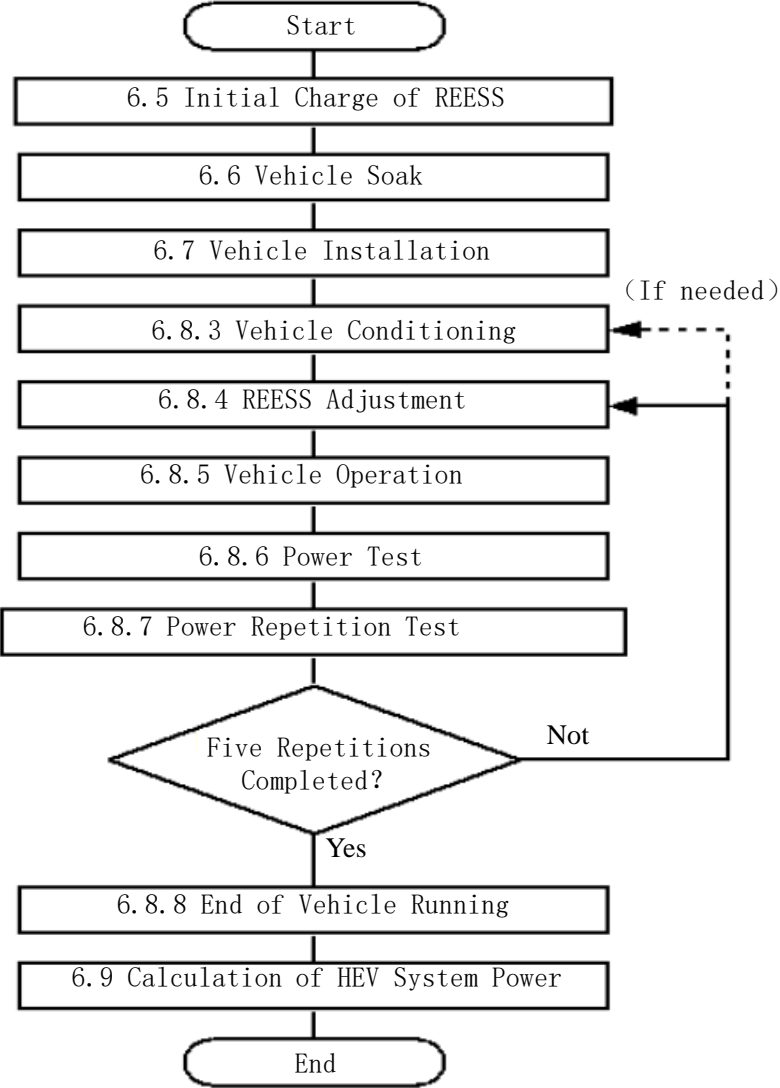 Start
6.5 Initial Charge of REESS
6.6 Vehicle Soak
6.7 Vehicle Installation
（If needed）
6.8.3 Vehicle Conditioning
6.8.4 REESS Adjustment
6.8.5 Vehicle Operation
6.8.6 Power Test
6.8.7 Power Repetition Test
Five Repetitions
Completed?
Not
Yes
6.8.8 End of Vehicle Running
6.9 Calculation of HEV System Power
End